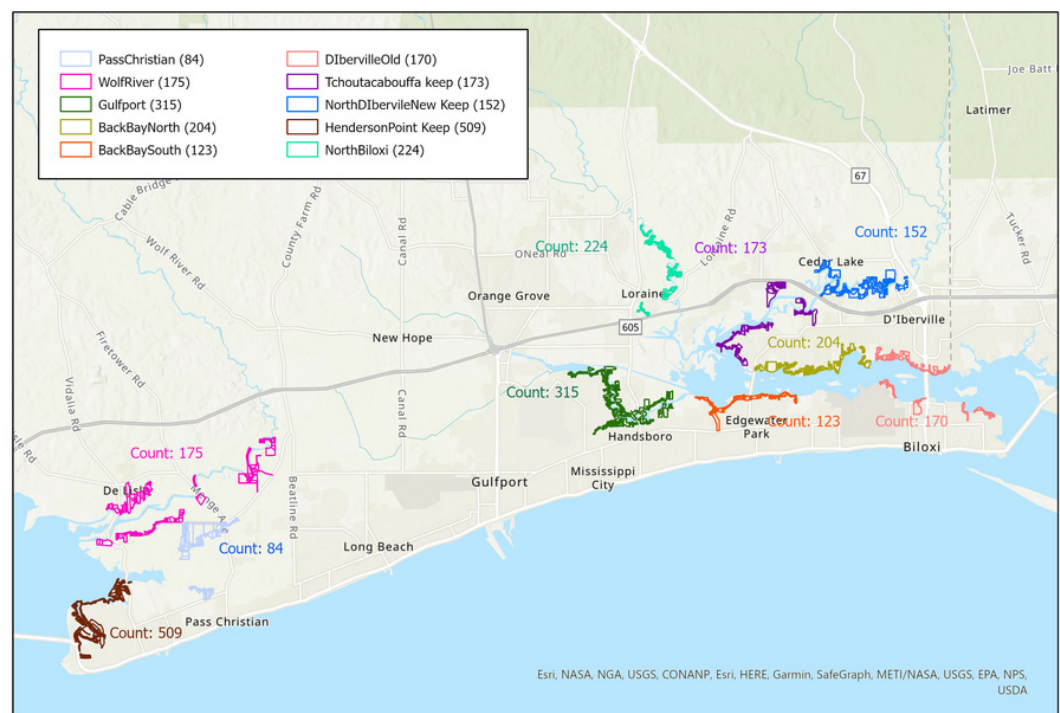 PassChristian (84)
WolfRiver (175)
Gulfport (315)
BackBayNorth (204)
BackBaySouth (123)
DIbervilleOld (170)
Tchoutacabouffa keep (173)
NorthDIbervileNew Keep (152)
HendersonPoint Keep (509)
NorthBiloxi (224)
Joe Batt
Latimer
67
Cable Bridge
County Farm Rd
Canal Rd
Wolf River Rd
Tucker Rd
Lorraine Rd
Count: 224
Count: 173
Count: 152
ONeal Rd
Cedar Lake
Orange Grove
Loraine
605
D'Iberville
New Hope
Firetower Rd
Count: 204
Vidalia Rd
Canal Rd
Count: 315
Handsboro
Edgewater
Park
Count: 123
Count: 170
Biloxi
Count: 175
De Lisle
Menge Ave
Beatline Rd
Gulfport
Mississippi
City
Count: 84
Long Beach
Pass Christian
Count: 509
Esri, NASA, NGA, USGS, CONANP, Esri, HERE, Garmin, SafeGraph, METI/NASA, USGS, EPA, NPS,
USDA